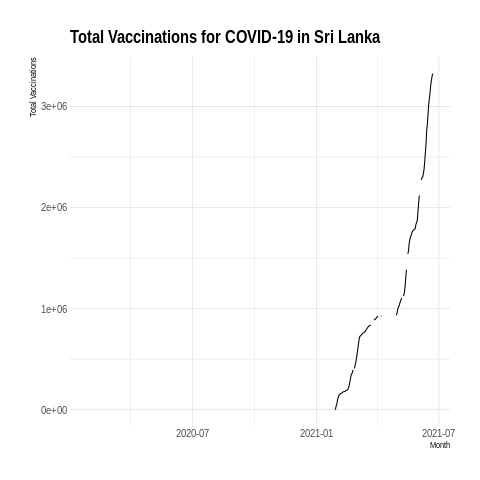 Total Vaccinations for COVID-19 in Sri Lanka
Total Vaccinations
3e+06
2e+06
1e+06
0e+00
2020-07
2021-01
2021-07
Month